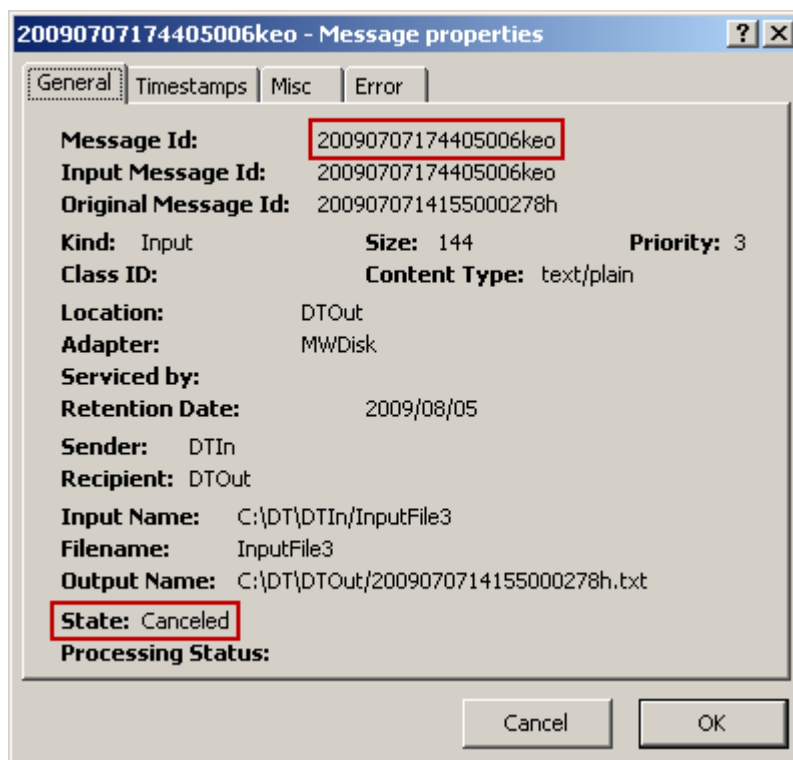 20090707174405006keo - Message properties
General Timestamps Misc Error
Message Id: 20090707174405006keo
Input Message Id: 20090707174405006keo
Original Message Id: 2009070714155000278h
Kind: Input Size: 144 Priority: 3
Class ID: Content Type: text/plain
Location: DTOut
Adapter: MWDisk
Serviced by:
Retention Date: 2009/08/05
Sender: DTIn
Recipient: DTOut
Input Name: C:\DT\DTIn/InputFile3
Filename: InputFile3
Output Name: C:\DT\DTOut/2009070714155000278h.txt
State: Canceled
Processing Status:
Cancel OK